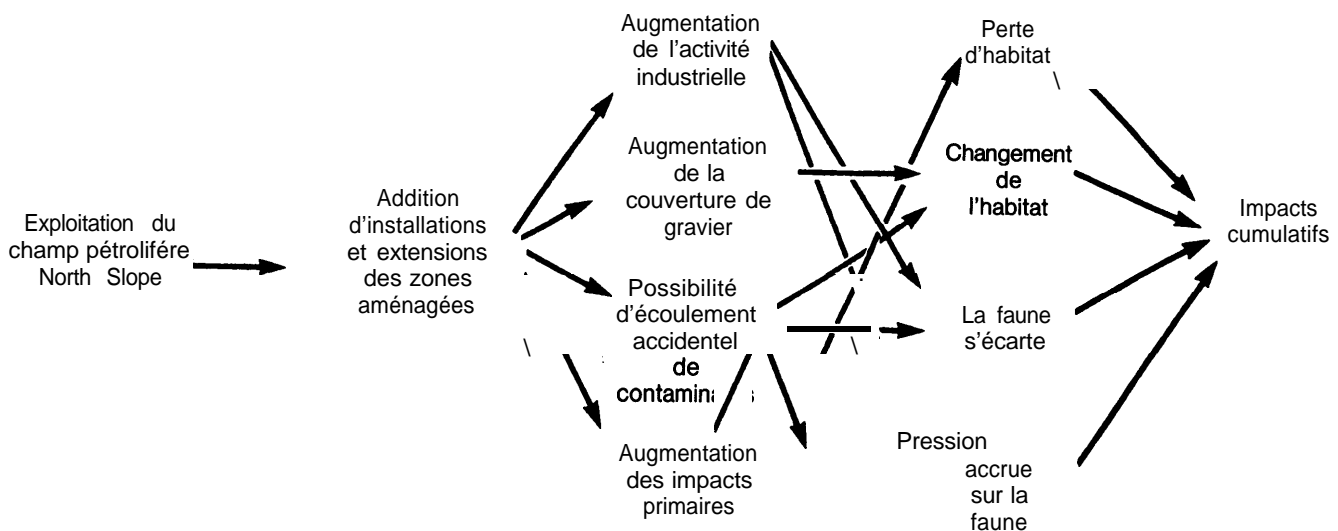 Exploitation du
champ pétrolifére
North Slope
Addition
d'installations
et extensions
des zones
aménagées
Augmentation
de l'activité
industrielle
Augmentation
de la
couverture de
gravier
Possibilité
d'écoulement
accidentel
de
Augmentation
des impacts
primaires
Perte
d'habitat
Changement
de
l'habitat
La faune
s'écarte
Pression
accrue
sur la
faune
Impacts
cumulatifs